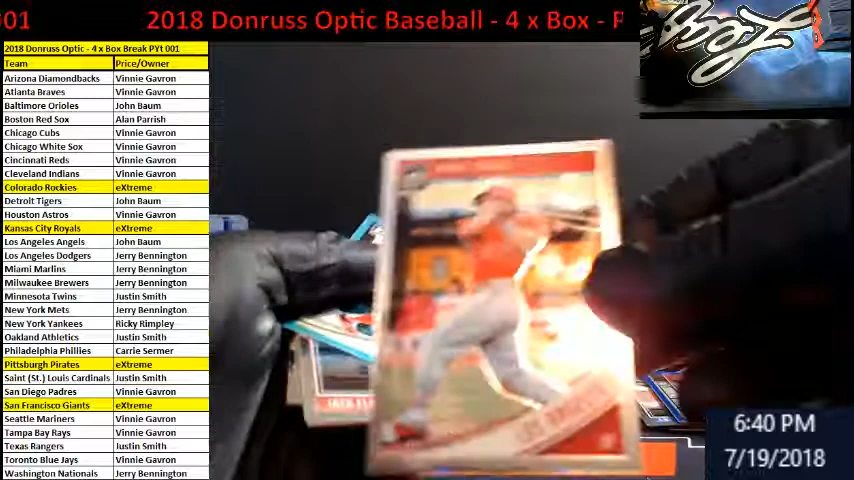 001
2018 Donruss Optic Baseball - 4 x Box - P
2018 Donruss Optic - 4 x Box Break PYt 001
Team Price/Owner
Arizona Diamondbacks Vinnie Gavron
Atlanta Braves Vinnie Gavron
Baltimore Orioles John Baum
Boston Red Sox Alan Parrish
Chicago Cubs Vinnie Gavron
Chicago White Sox Vinnie Gavron
Cincinnati Reds Vinnie Gavron
Cleveland Indians Vinnie Gavron
Colorado Rockies eXtreme
Detroit Tigers John Baum
Houston Astros Vinnie Gavron
Kansas City Royals eXtreme
Los Angeles Angels John Baum
Los Angeles Dodgers Jerry Bennington
Miami Marlins Jerry Bennington
Milwaukee Brewers Jerry Bennington
Minnesota Twins Justin Smith
New York Mets Jerry Bennington
New York Yankees Ricky Rimpley
Oakland Athletics Justin Smith
Philadelphia Phillies Carrie Sermer
Pittsburgh Pirates eXtreme
Saint (St.) Louis Cardinals Justin Smith
San Diego Padres Vinnie Gavron
San Francisco Giants eXtreme
Seattle Mariners Vinnie Gavron
Tampa Bay Rays Vinnie Gavron
Texas Rangers Justin Smith
Toronto Blue Jays Vinnie Gavron
Washington Nationals Jerry Bennington
6:40 PM
7/19/2018